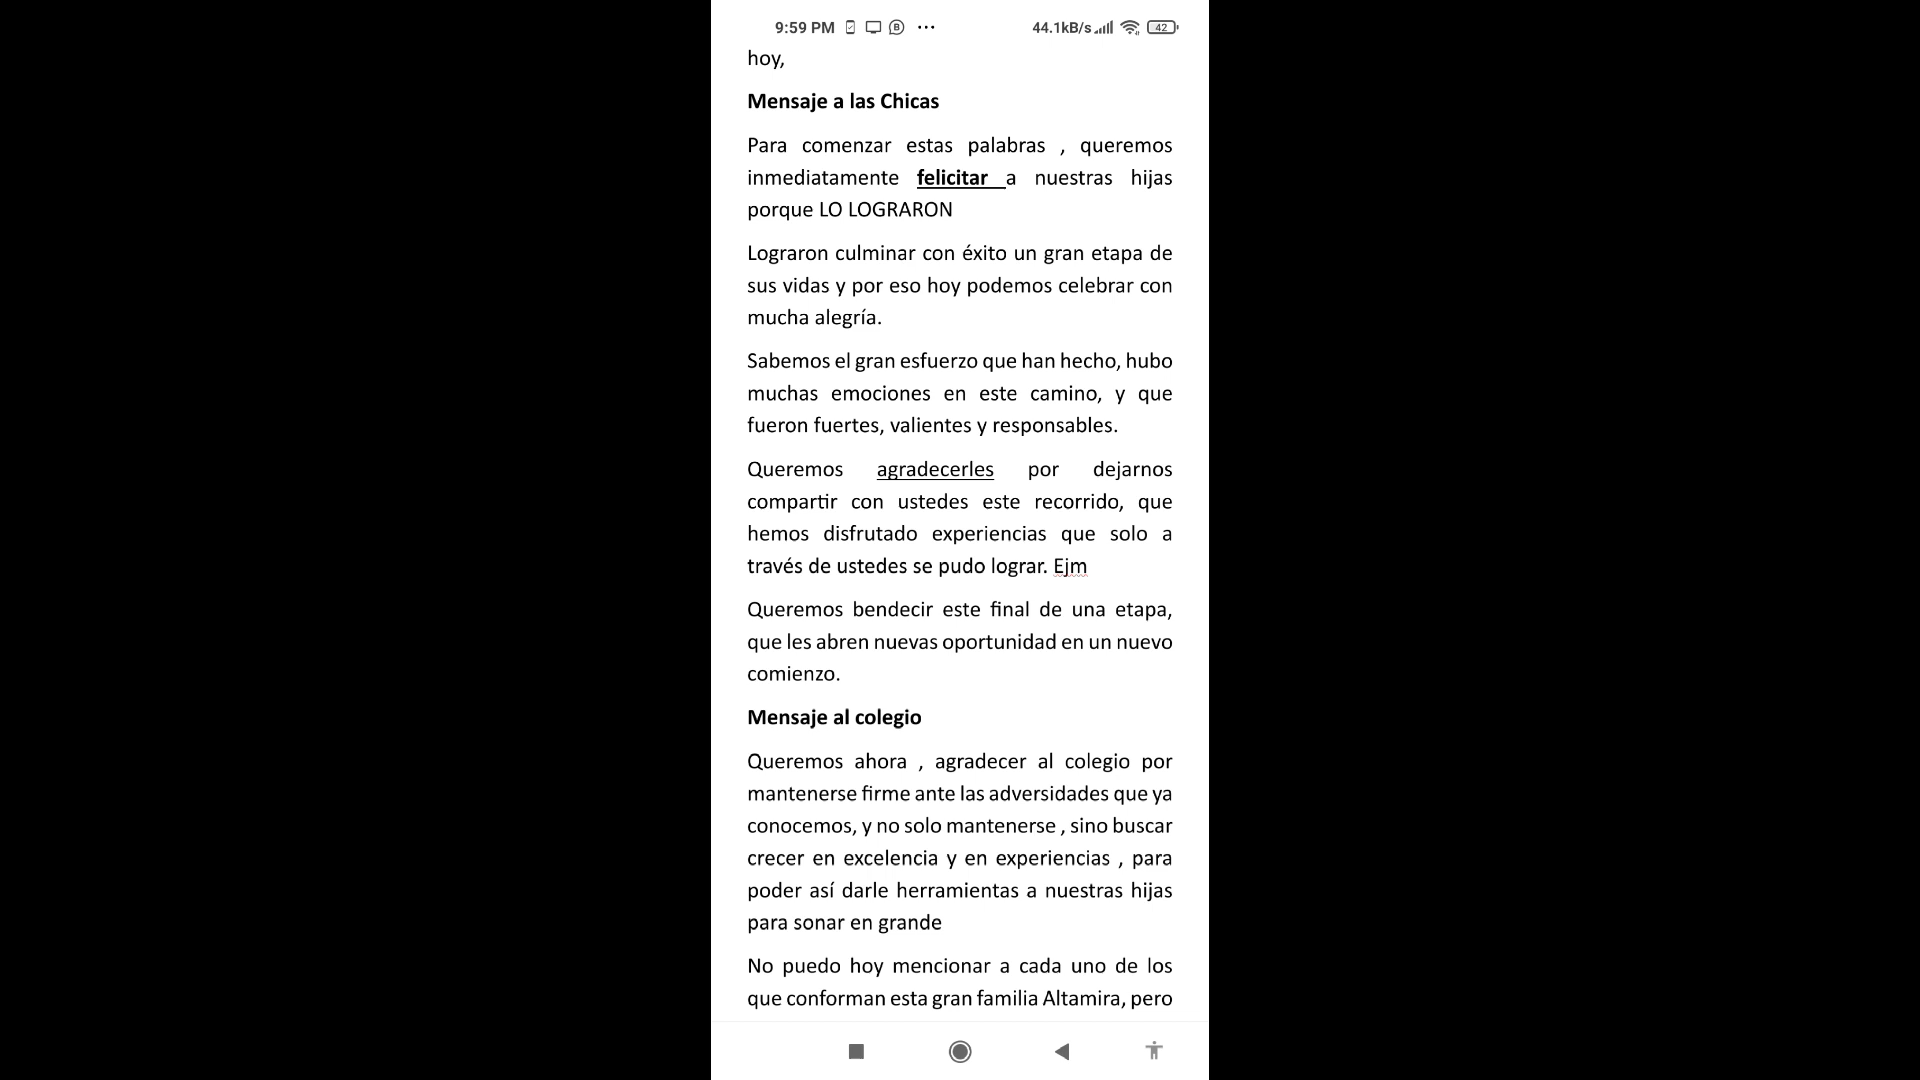 9:59 PM ... 44.1kB/s 42
hoy,
Mensaje a las Chicas
Para comenzar estas palabras , queremos
inmediatamente felicitar a nuestras hijas
porque LO LOGRARON
Lograron culminar con éxito un gran etapa de
sus vidas y por eso hoy podemos celebrar con
mucha alegría.
Sabemos el gran esfuerzo que han hecho, hubo
muchas emociones en este camino, y que
fueron fuertes, valientes y responsables.
Queremos agradecerles por dejarnos
compartir con ustedes este recorrido, que
hemos disfrutado experiencias que solo a
través de ustedes se pudo lograr. Ejm
Queremos bendecir este final de una etapa,
que les abren nuevas oportunidad en un nuevo
comienzo.
Mensaje al colegio
Queremos ahora , agradecer al colegio por
mantenerse firme ante las adversidades que ya
conocemos, y no solo mantenerse , sino buscar
crecer en excelencia y en experiencias , para
poder así darle herramientas a nuestras hijas
para sonar en grande
No puedo hoy mencionar a cada uno de los
que conforman esta gran familia Altamira, pero